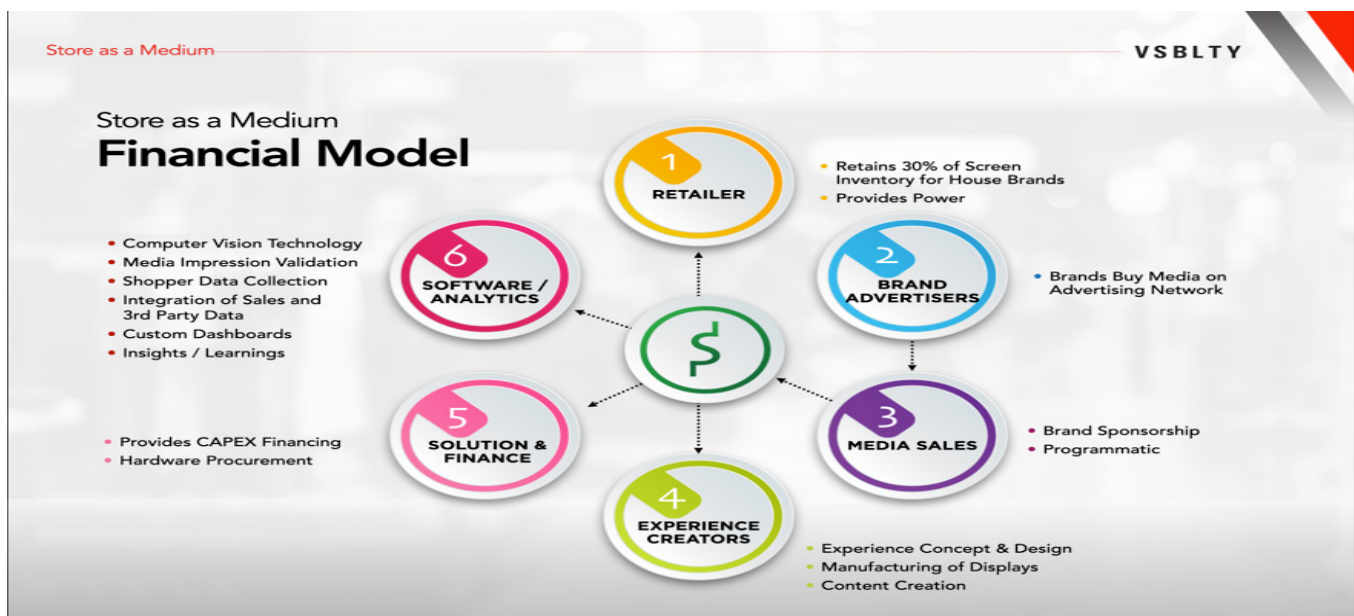 Store as a Medium
VSBLTY
Store as a Medium
Financial Model
1
RETAILER
• Retains 30% of Screen
Inventory for House Brands
• Provides Power
2
BRAND
ADVERTISERS
• Brands Buy Media on
Advertising Network
3
MEDIA SALES
• Brand Sponsorship
• Programmatic
4
EXPERIENCE
CREATORS
• Experience Concept & Design
• Manufacturing of Displays
• Content Creation
5
SOLUTION &
FINANCE
• Provides CAPEX Financing
• Hardware Procurement
6
SOFTWARE /
ANALYTICS
• Computer Vision Technology
• Media Impression Validation
• Shopper Data Collection
• Integration of Sales and
3rd Party Data
• Custom Dashboards
• Insights / Learnings
$